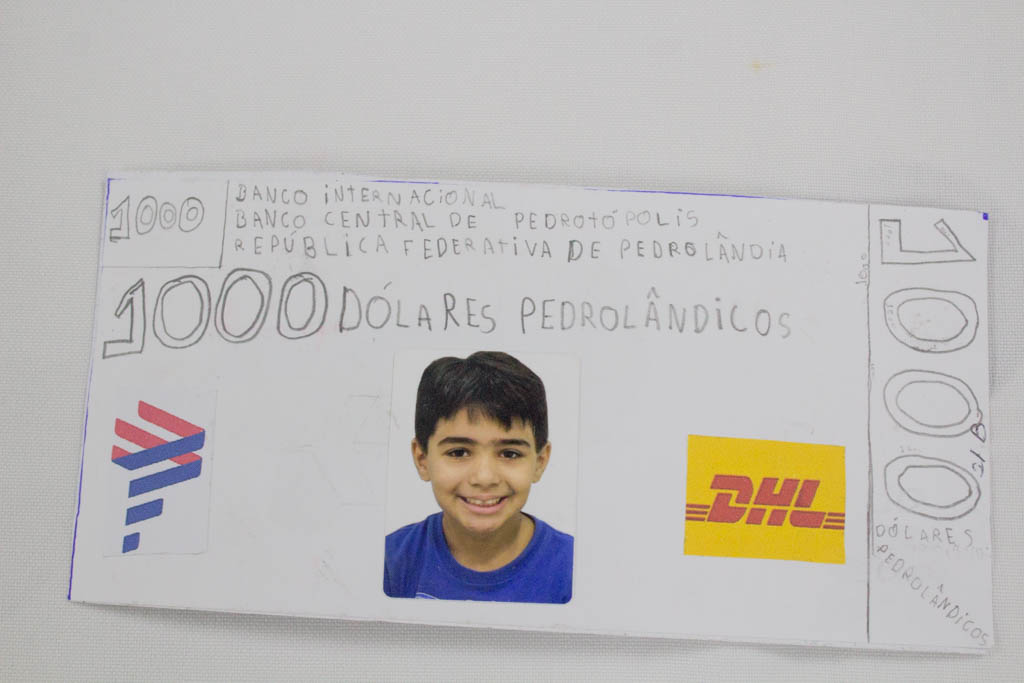 1000
BANCO INTERNACIONAL
BANCO CENTRAL DE PEDROTÓPOLIS
REPÚBLICA FEDERATIVA DE PEDROLÂNDIA
1000 DÓLARES PEDROLÂNDICOS
DHL
1000
DÓLARES
PEDROLÂNDICOS